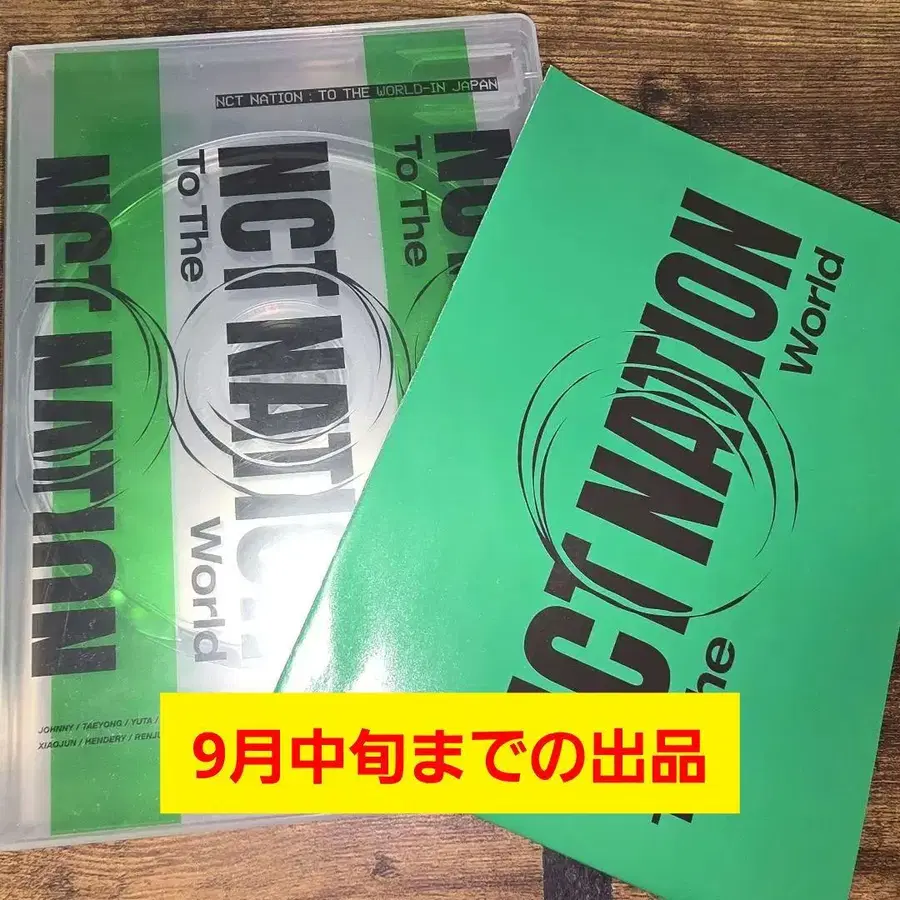 NCT NATION : TO THE WORLD-IN JAPAN
NCT NATION
To The
NCT NATION
World
To The
NCT NATION
World
JOHNNY / TAEYONG / YUTA /
XIAOJUN / HENDERY / RENJU
9月中旬までの出品